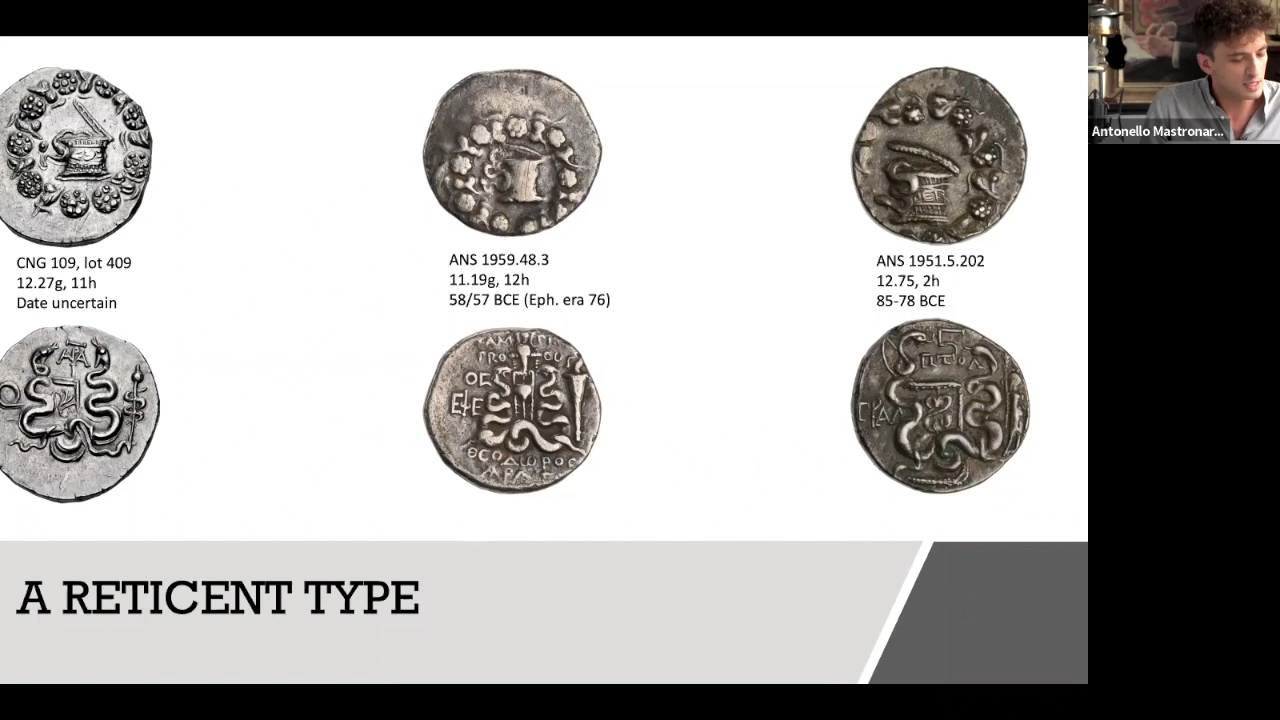 Antonello Mastronar...
CNG 109, lot 409
12.27g, 11h
Date uncertain
ANS 1959.48.3
11.19g, 12h
58/57 BCE (Eph. era 76)
ANS 1951.5.202
12.75, 2h
85-78 BCE
ΘΕΟΔΩΡΟΣ
A RETICENT TYPE